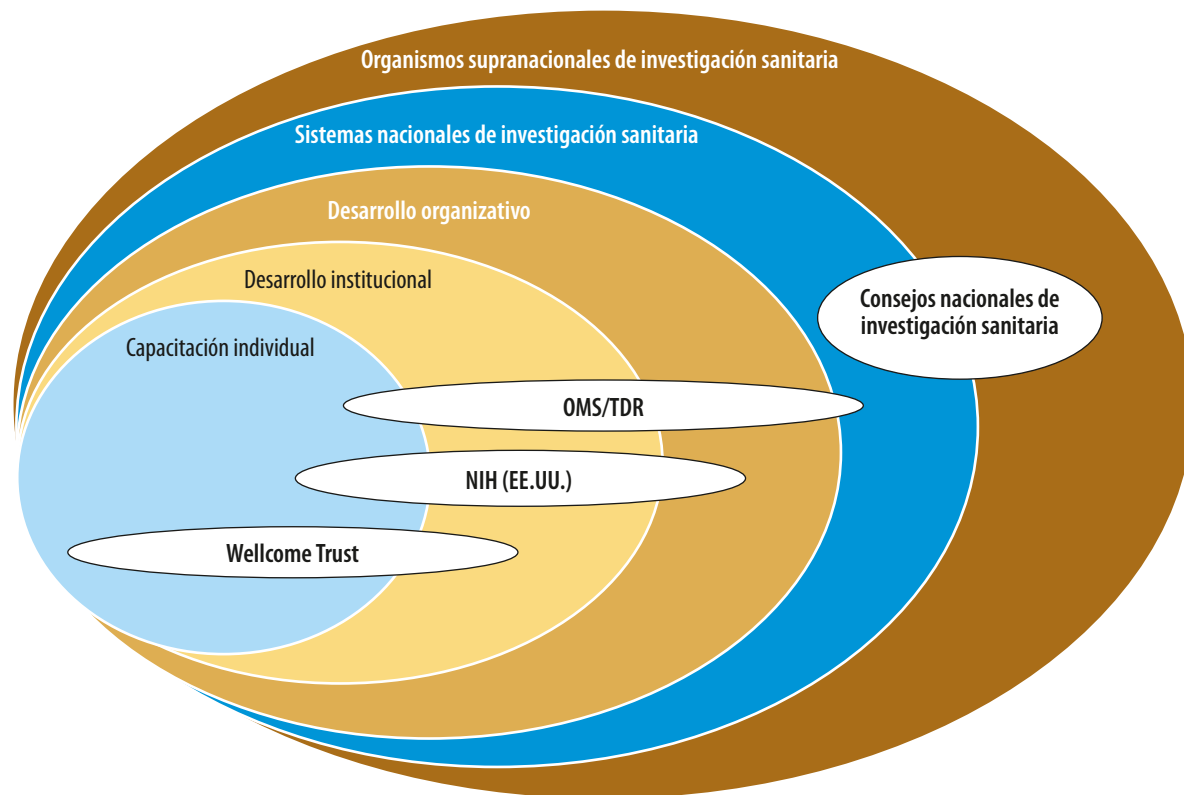 Organismos supranacionales de investigación sanitaria
Sistemas nacionales de investigación sanitaria
Desarrollo organizativo
Desarrollo institucional
Capacitación individual
Consejos nacionales de
investigación sanitaria
OMS/TDR
NIH (EE.UU.)
Wellcome Trust